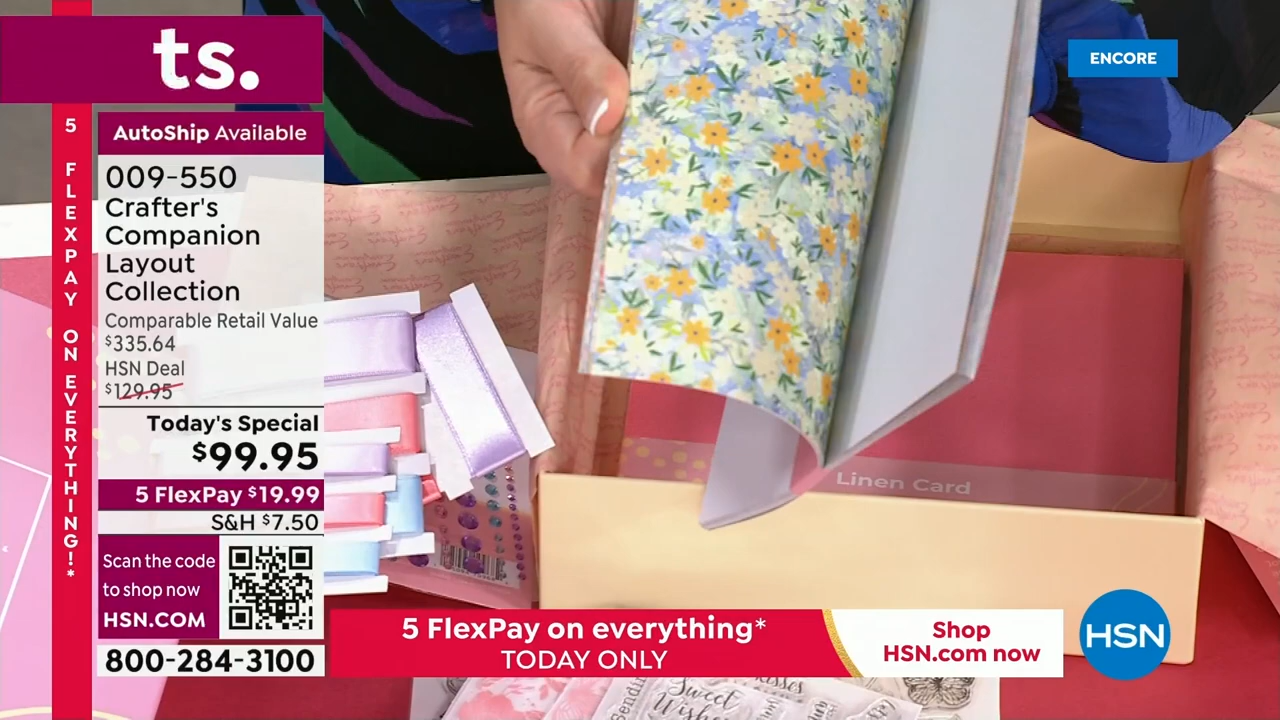 ts.
ENCORE
5 FLEXPAY ON EVERYTHING!*
AutoShip Available
009-550
Crafter's
Companion
Layout
Collection
Comparable Retail Value
$335.64
HSN Deal
$129.95
Today's Special
$99.95
5 FlexPay $19.99
S&H $7.50
Scan the code
to shop now
HSN.COM
800-284-3100
Linen Card
5 FlexPay on everything*
TODAY ONLY
Shop
HSN.com now
HSN
Sweet
Wishes